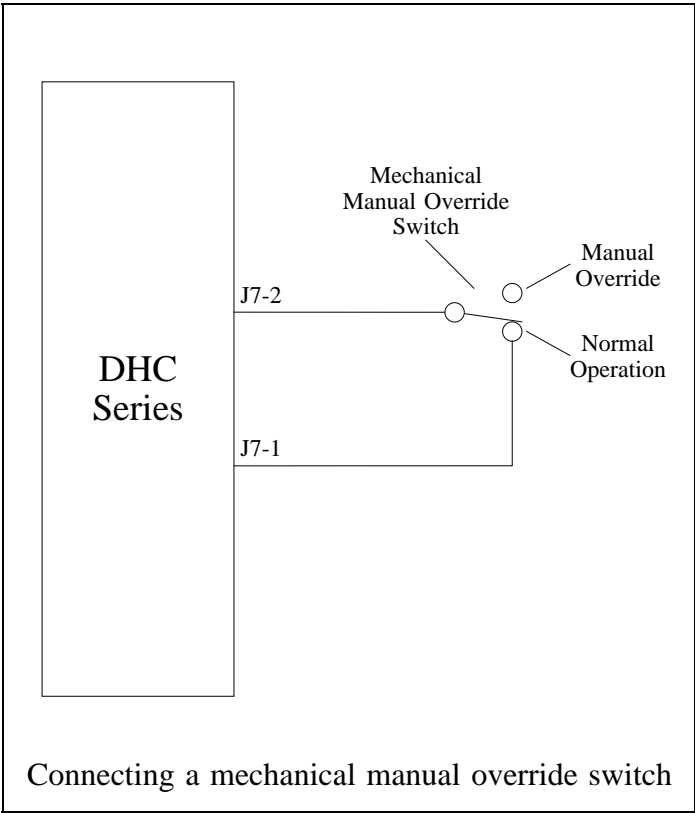 Mechanical
Manual Override
Switch
Manual
Override
J7-2
Normal
Operation
DHC
Series
J7-1
Connecting a mechanical manual override switch